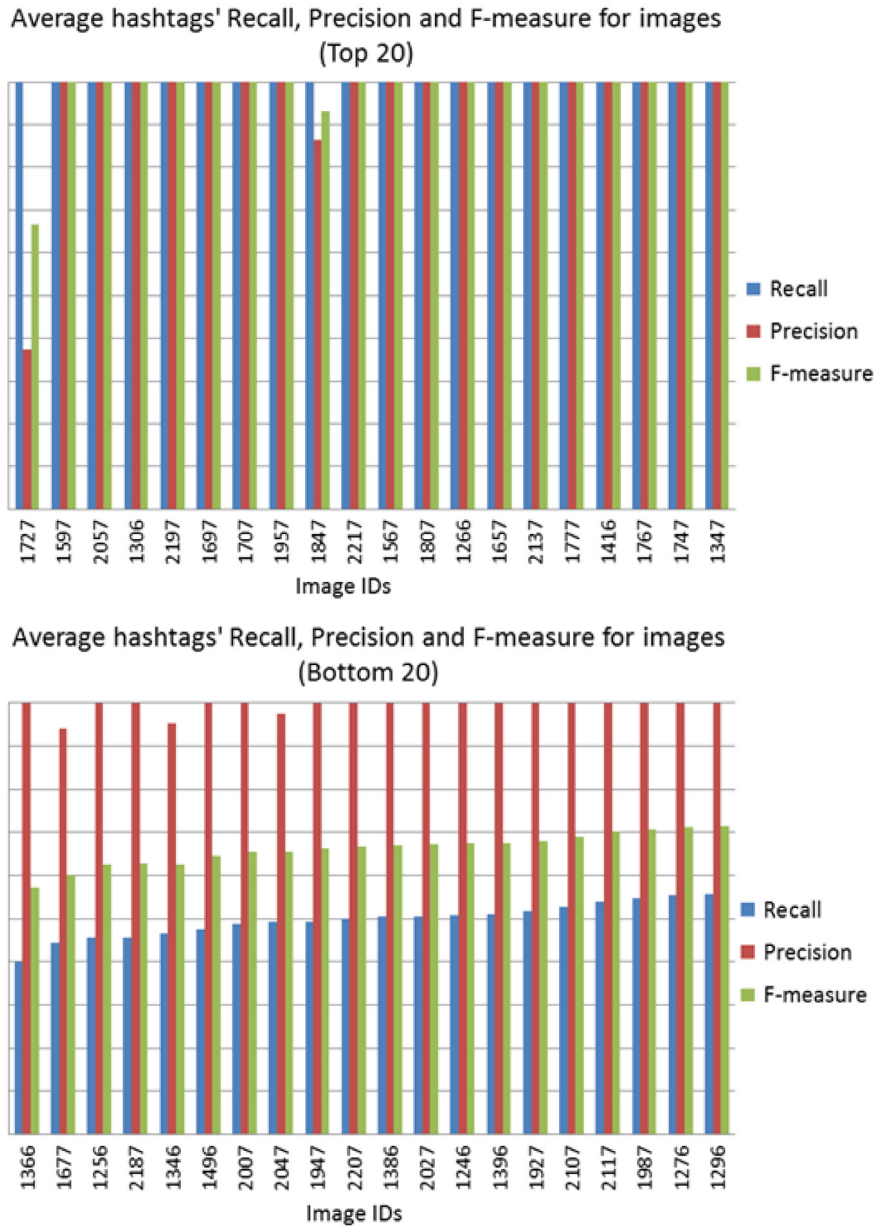 Average hashtags' Recall, Precision and F-measure for images
(Top 20)
Recall
Precision
F-measure
1727 1597 2057 1306 2197 1697 1707 1957 1847 2217 1567 1807 1266 1657 2137 1777 1416 1767 1747 1347
Image IDs
Average hashtags' Recall, Precision and F-measure for images
(Bottom 20)
Recall
Precision
F-measure
1366 1677 1256 2187 1346 1496 2007 2047 1947 2207 1386 2027 1246 1396 1927 2107 2117 1987 1276 1296
Image IDs